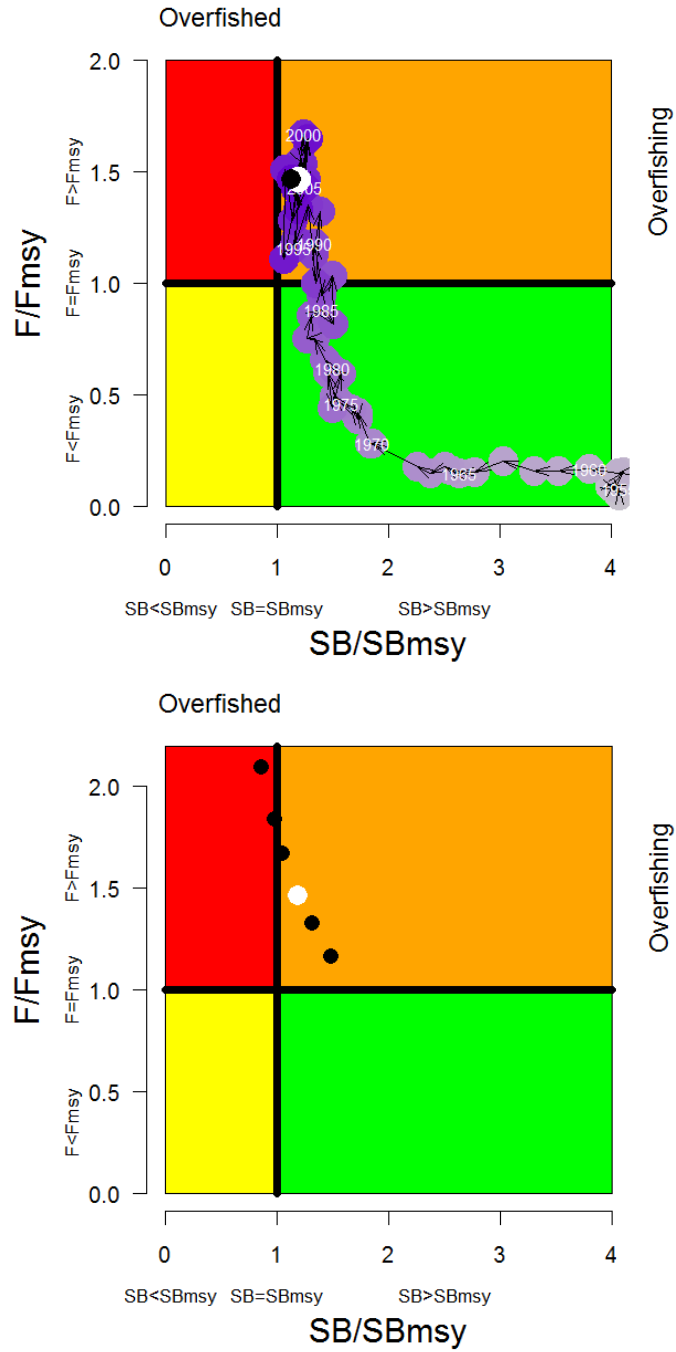 Overfished
2.0
1.5
1.0
0.5
0.0
F/Fmsy
F>Fmsy
F=Fmsy
F<Fmsy
Overfishing
2000
2005
1995
1990
1985
1980
1975
1970
1965
1960
0 1 2 3 4
SB<SBmsy SB=SBmsy SB>SBmsy
SB/SBmsy
Overfished
2.0
1.5
1.0
0.5
0.0
F/Fmsy
F>Fmsy
F=Fmsy
F<Fmsy
Overfishing
0 1 2 3 4
SB<SBmsy SB=SBmsy SB>SBmsy
SB/SBmsy